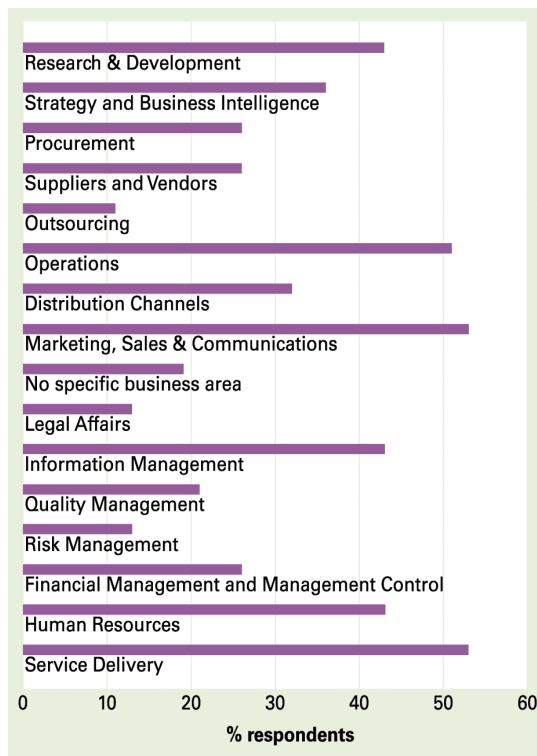 Research & Development
Strategy and Business Intelligence
Procurement
Suppliers and Vendors
Outsourcing
Operations
Distribution Channels
Marketing, Sales & Communications
No specific business area
Legal Affairs
Information Management
Quality Management
Risk Management
Financial Management and Management Control
Human Resources
Service Delivery
0 10 20 30 40 50 60
% respondents